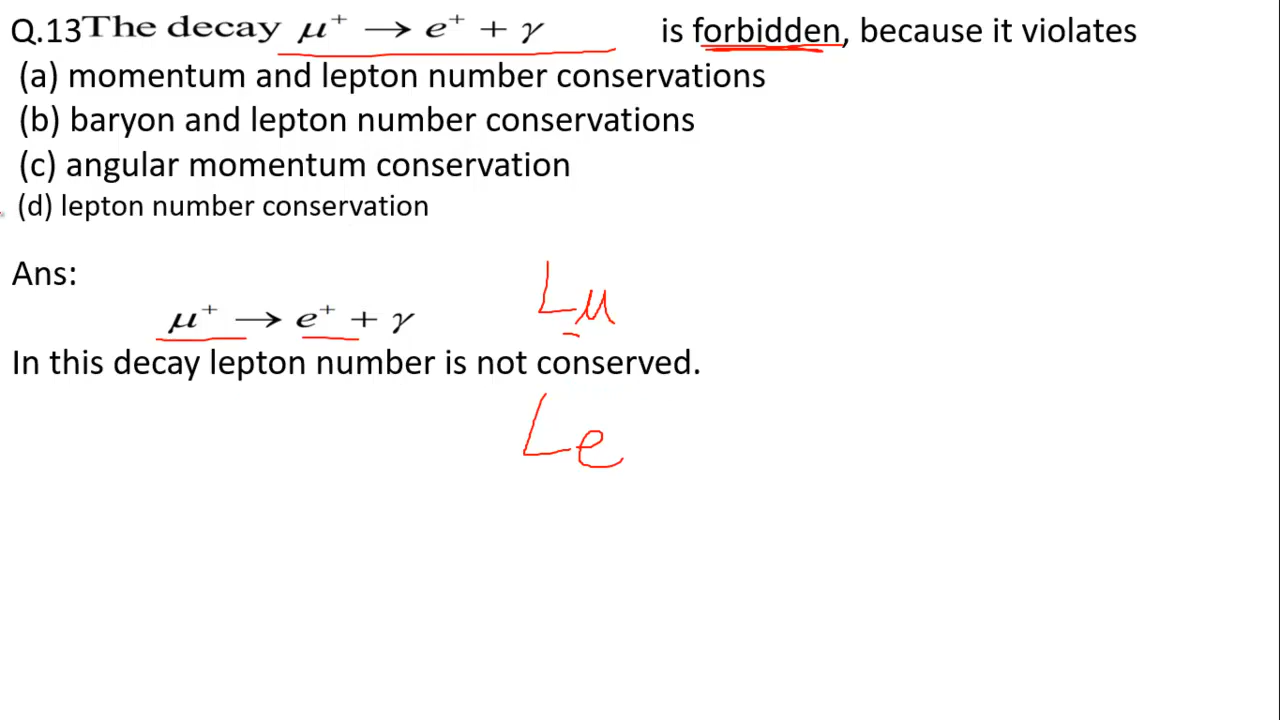 Q.13The decay μ⁺ → e⁺ + γ is forbidden, because it violates
(a) momentum and lepton number conservations
(b) baryon and lepton number conservations
(c) angular momentum conservation
(d) lepton number conservation
Ans:
μ⁺ → e⁺ + γ
Lμ
In this decay lepton number is not conserved.
Le